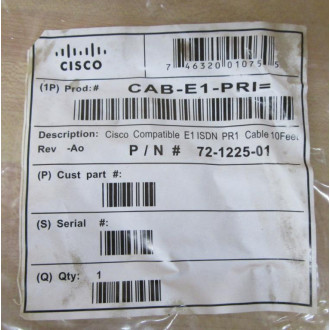 CISCO
7 46320 01075 5
(1P) Prod:# CAB-E1-PRI=
Description: Cisco Compatible E1 ISDN PR1 Cable 10Feet
Rev -Ao P / N # 72-1225-01
(P) Cust part #:
(S) Serial #:
(Q) Qty: 1